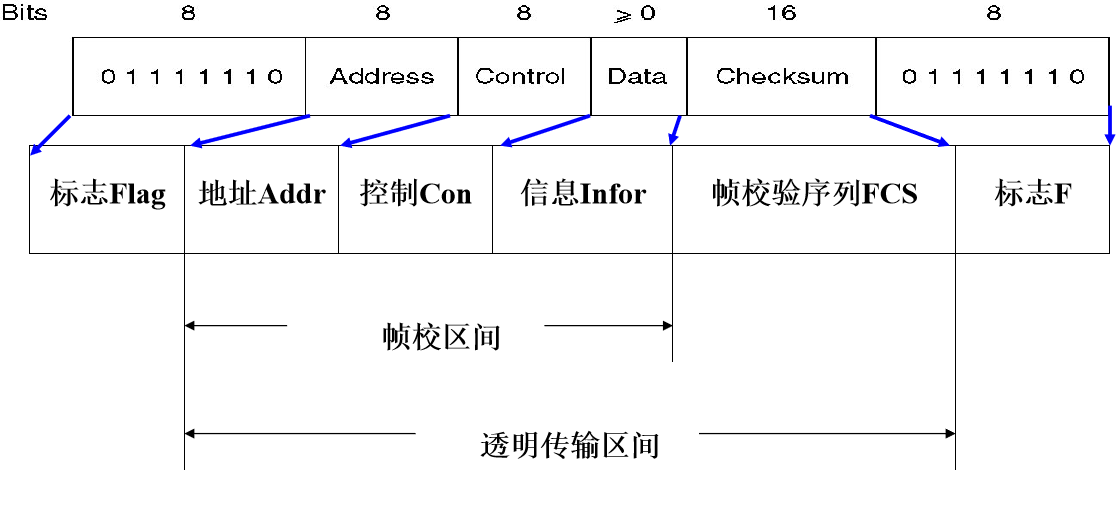 Bits 8 8 8 ⩾ 0 16 8
0 1 1 1 1 1 1 0 Address Control Data Checksum 0 1 1 1 1 1 1 0
标志Flag 地址Addr 控制Con 信息Infor 帧校验序列FCS 标志F
帧校区间
透明传输区间